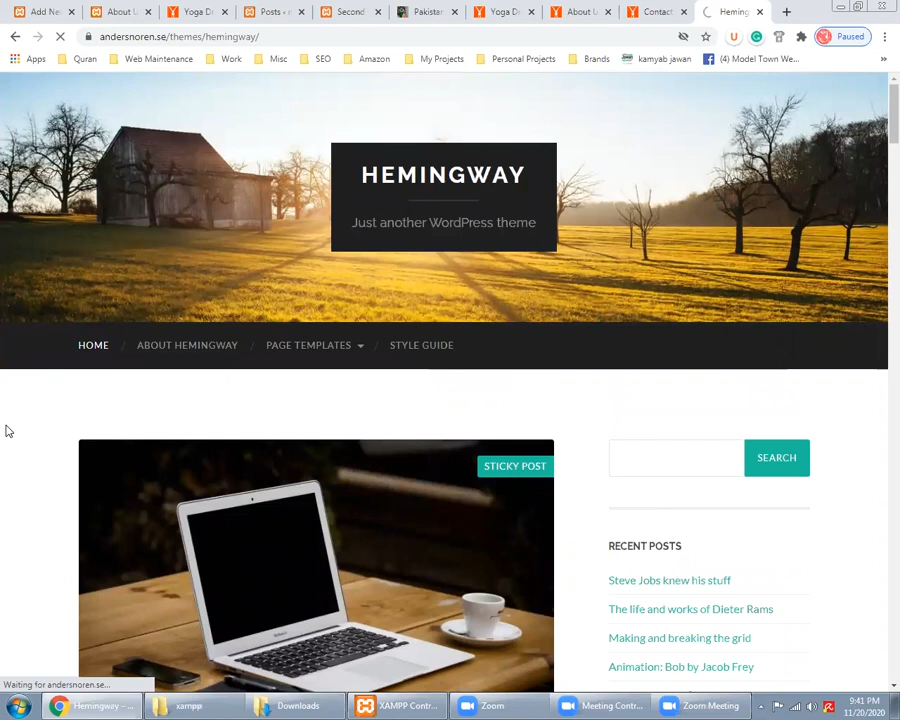 Add Ne
About U
Yoga D
Posts ‹
Second
Pakistan
Yoga D
About U
Contact
Heming
andersnoren.se/themes/hemingway/
Paused
Apps
Quran
Web Maintenance
Work
Misc
SEO
Amazon
My Projects
Personal Projects
Brands
kamyab jawan
(4) Model Town We...
HEMINGWAY
Just another WordPress theme
HOME / ABOUT HEMINGWAY / PAGE TEMPLATES / STYLE GUIDE
STICKY POST
SEARCH
RECENT POSTS
Steve Jobs knew his stuff
The life and works of Dieter Rams
Making and breaking the grid
Animation: Bob by Jacob Frey
Waiting for andersnoren.se...
Hemingway –...
xampp
Downloads
XAMPP Contr...
Zoom
Meeting Contr...
Zoom Meeting
9:41 PM
11/20/2020